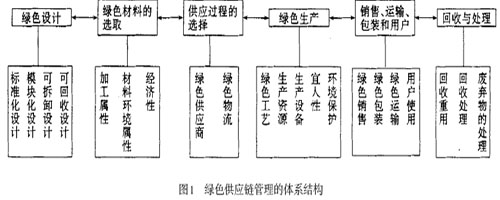 绿色设计
绿色材料的
选取
供应过程的
选择
绿色生产
销售、运输、
包装和用户
回收与处理
标准化设计
模块化设计
可拆卸设计
可回收设计
加工属性
材料环境属性
经济性
绿色供应商
绿色物流
绿色工艺
生产资源
生产设备
宜人性
环境保护
绿色销售
绿色包装
绿色运输
用户使用
回收重用
回收处理
废弃物的处理
图1 绿色供应链管理的体系结构